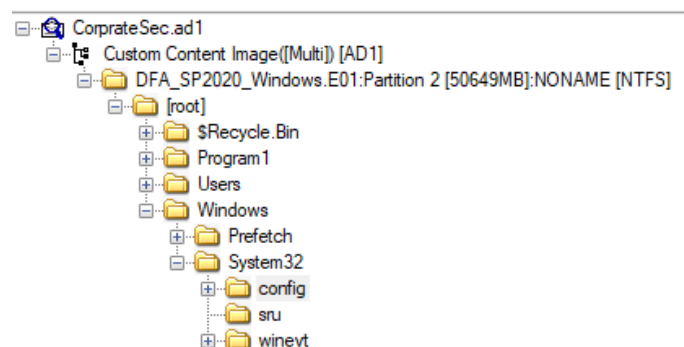 CorprateSec.ad1
Custom Content Image([Multi]) [AD1]
DFA_SP2020_Windows.E01:Partition 2 [50649MB]:NONAME [NTFS]
[root]
$Recycle.Bin
Program1
Users
Windows
Prefetch
System32
config
sru
winevt